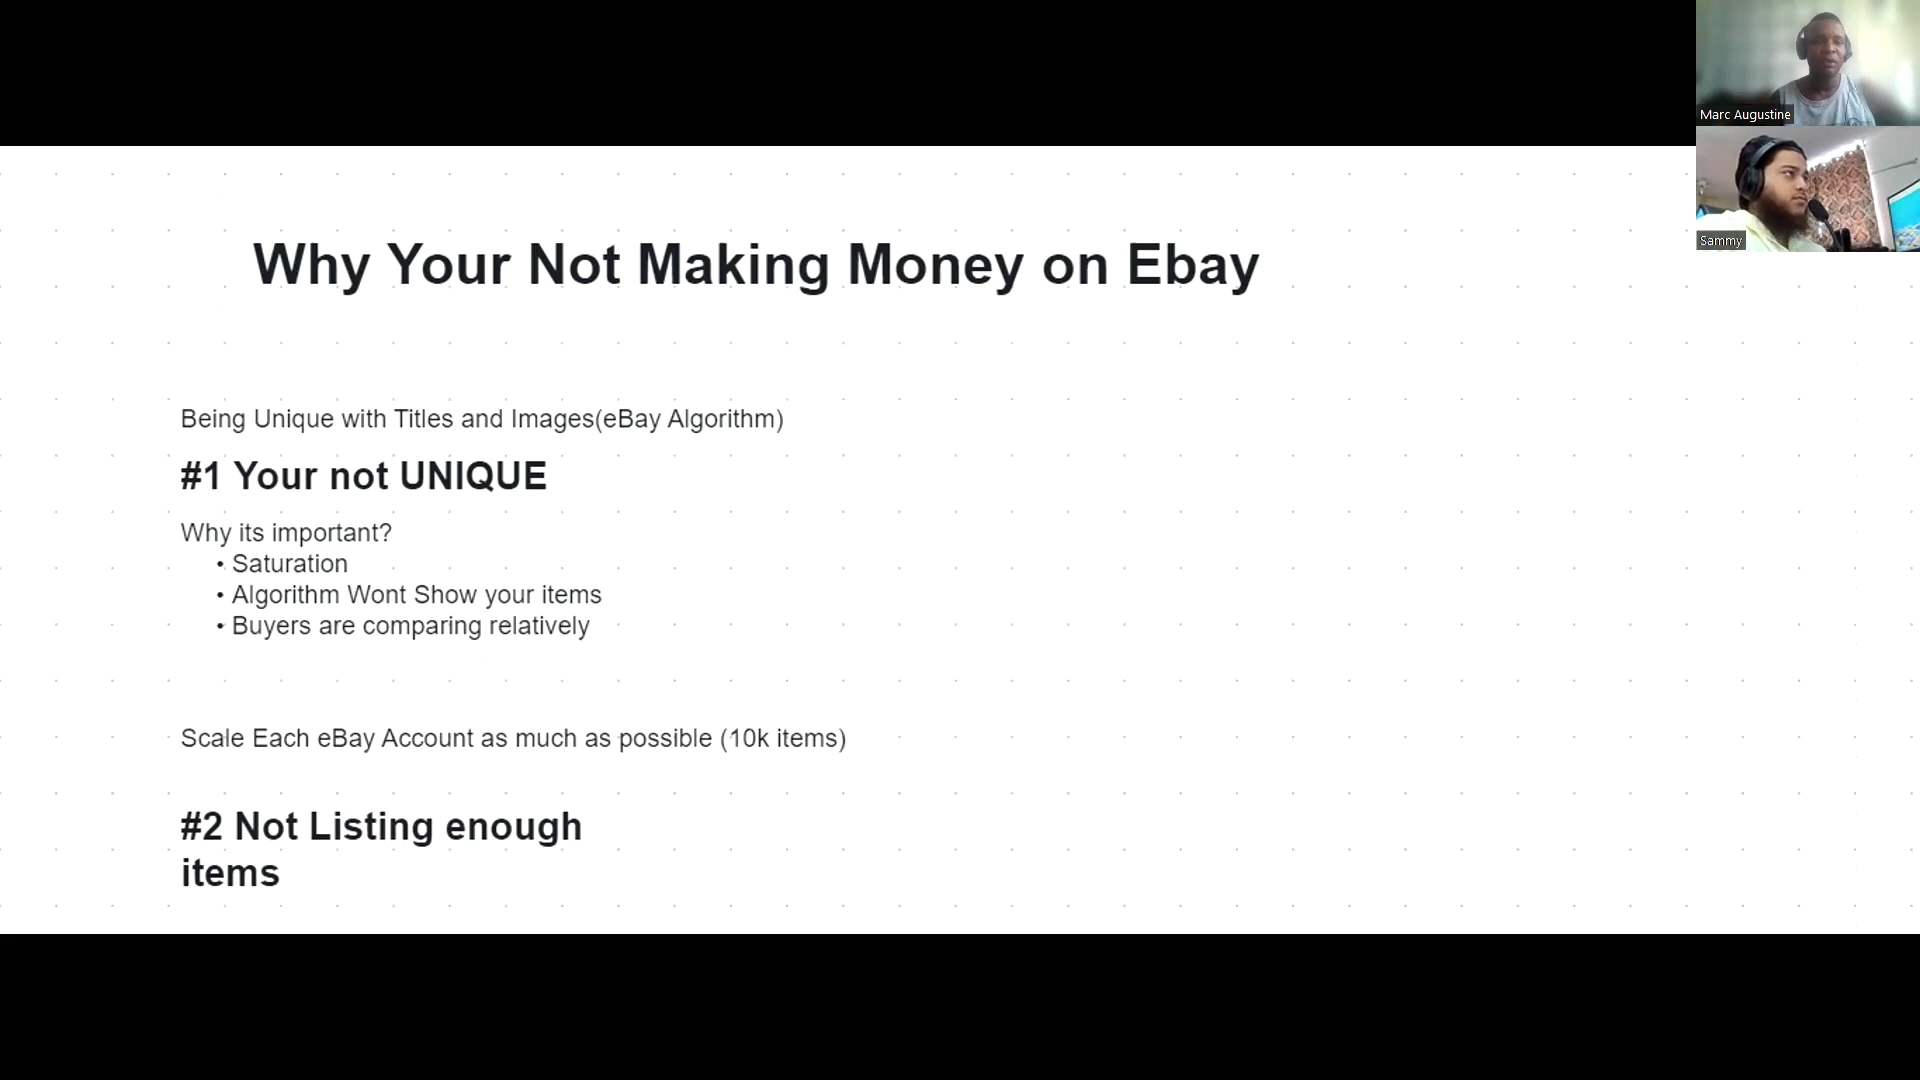 Marc Augustine
Sammy
Why Your Not Making Money on Ebay
Being Unique with Titles and Images(eBay Algorithm)
#1 Your not UNIQUE
Why its important?
• Saturation
• Algorithm Wont Show your items
• Buyers are comparing relatively
Scale Each eBay Account as much as possible (10k items)
#2 Not Listing enough
items